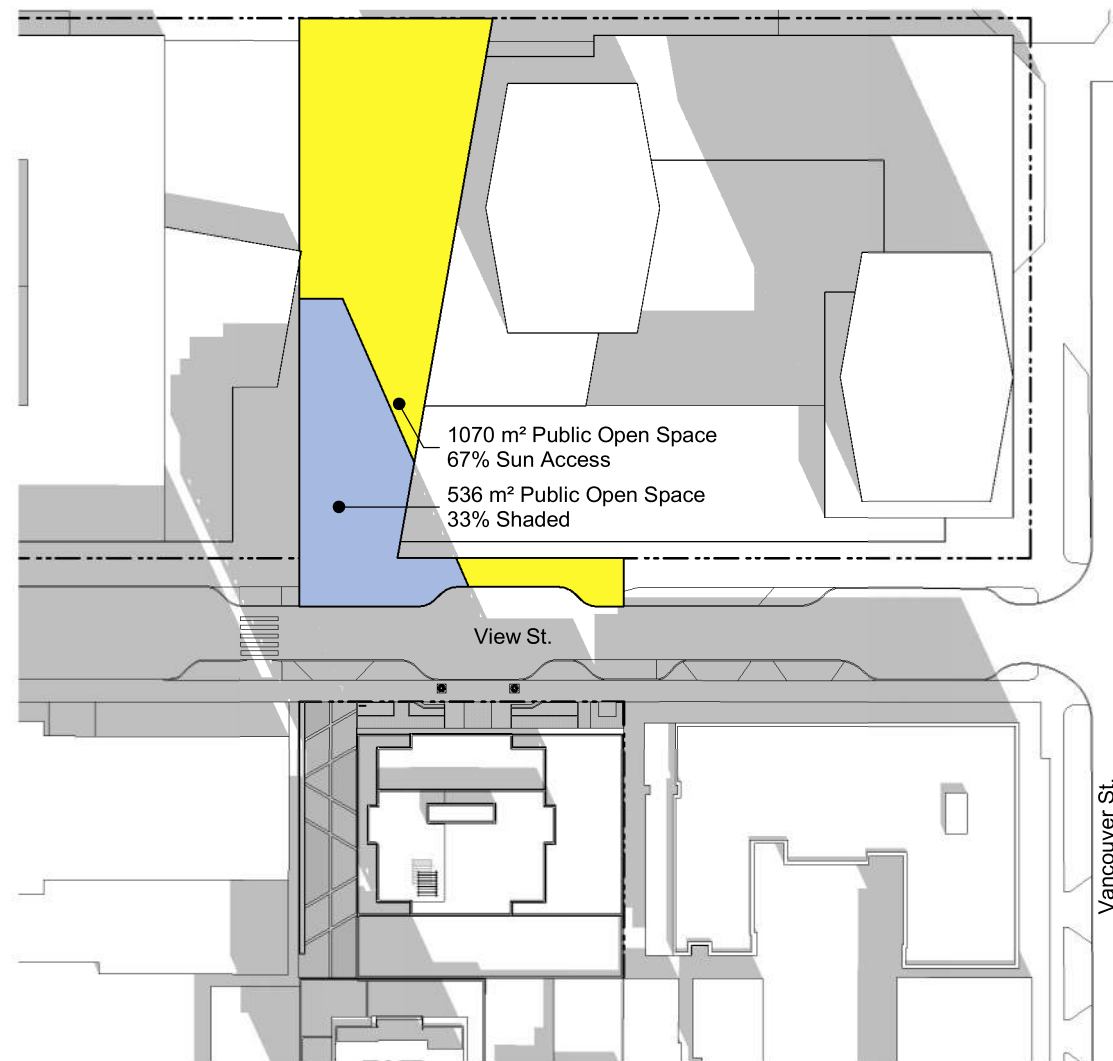 1070 m² Public Open Space
67% Sun Access
536 m² Public Open Space
33% Shaded
View St.
Vancouver St.